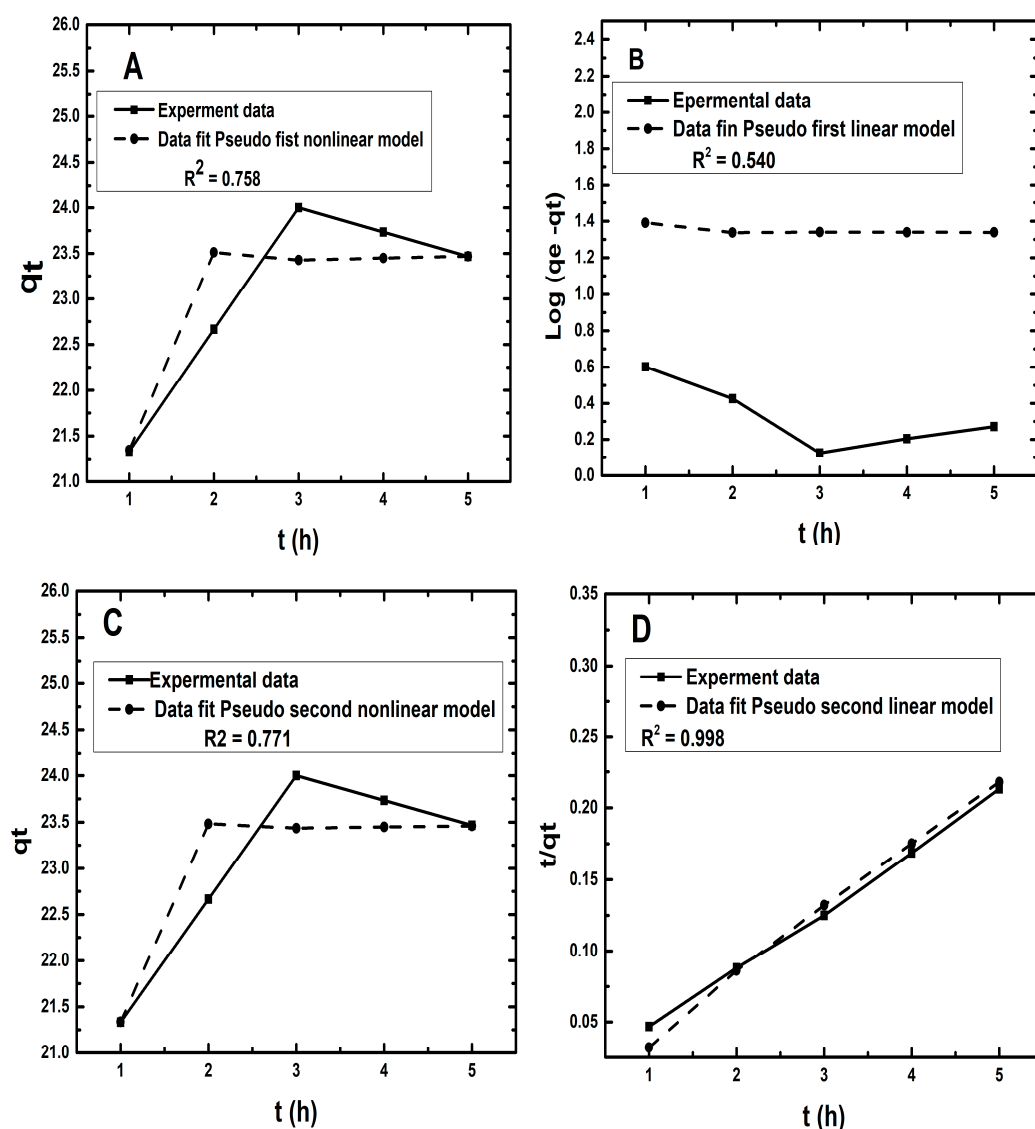 A
Experment data
Data fit Pseudo fist nonlinear model
R2 = 0.758
26.0
25.5
25.0
24.5
24.0
23.5
23.0
22.5
22.0
21.5
21.0
qt
1 2 3 4 5
t (h)
B
Epermental data
Data fin Pseudo first linear model
R2 = 0.540
2.4
2.2
2.0
1.8
1.6
1.4
1.2
1.0
0.8
0.6
0.4
0.2
0.0
Log (qe -qt)
1 2 3 4 5
t (h)
C
Expermental data
Data fit Pseudo second nonlinear model
R2 = 0.771
26.0
25.5
25.0
24.5
24.0
23.5
23.0
22.5
22.0
21.5
21.0
qt
1 2 3 4 5
t (h)
D
Experment data
Data fit Pseudo second linear model
R2 = 0.998
0.35
0.30
0.25
0.20
0.15
0.10
0.05
t/qt
1 2 3 4 5
t (h)